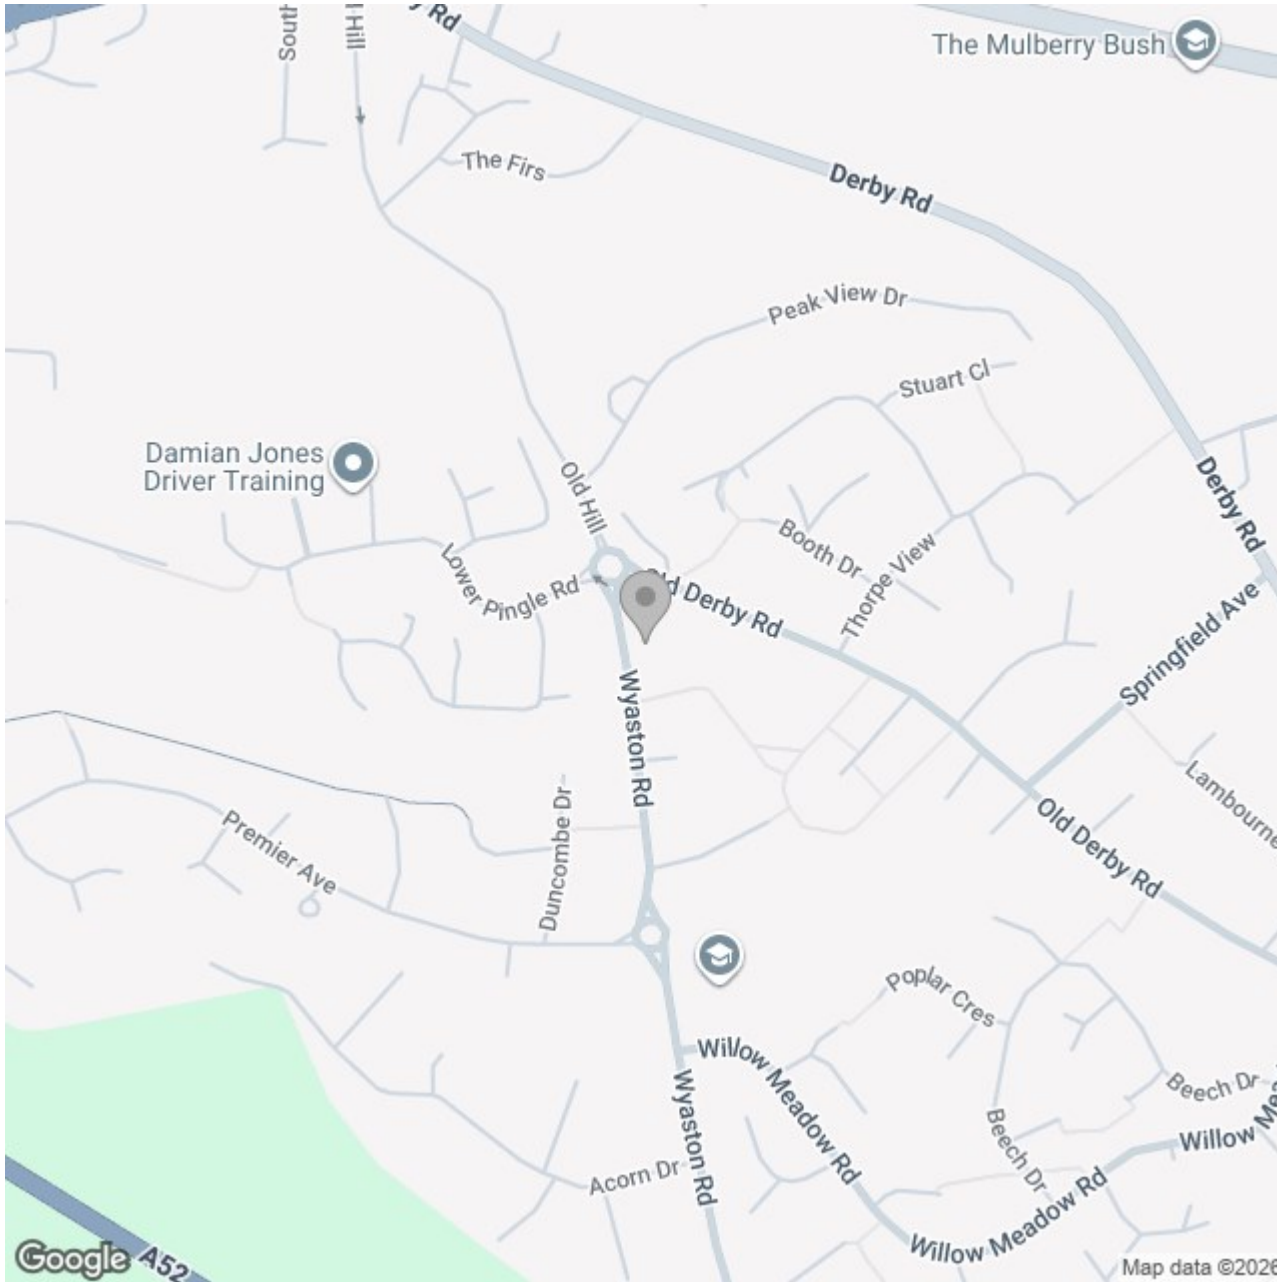 South
Hill
Rd
The Mulberry Bush
The Firs
Derby Rd
Peak View Dr
Stuart Cl
Damian Jones
Driver Training
Old Hill
Derby Rd
Booth Dr
Lower Pingle Rd
Old Derby Rd
Thorpe View
Springfield Ave
Wyaston Rd
Lambourne
Duncombe Dr
Premier Ave
Old Derby Rd
Poplar Cres
Willow Meadow Rd
Wyaston Rd
Beech Dr
Beech Dr
Willow Me
Acorn Dr
Willow Meadow Rd
Google
A52
Map data ©2026